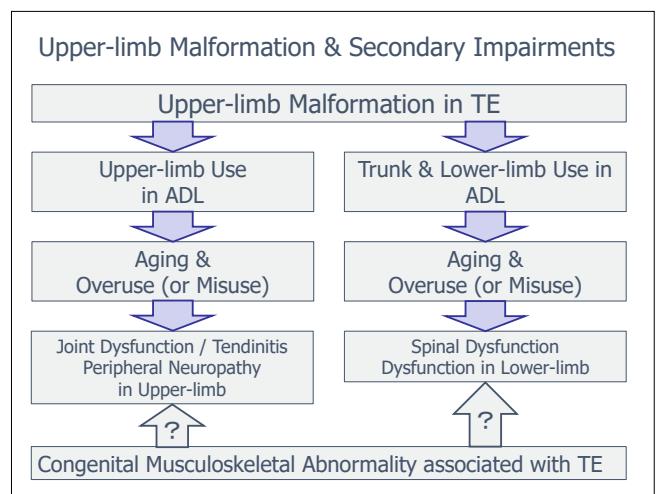 Upper-limb Malformation & Secondary Impairments
Upper-limb Malformation in TE
Upper-limb Use
in ADL
Trunk & Lower-limb Use in
ADL
Aging &
Overuse (or Misuse)
Aging &
Overuse (or Misuse)
Joint Dysfunction / Tendinitis
Peripheral Neuropathy
in Upper-limb
Spinal Dysfunction
Dysfunction in Lower-limb
?
?
Congenital Musculoskeletal Abnormality associated with TE